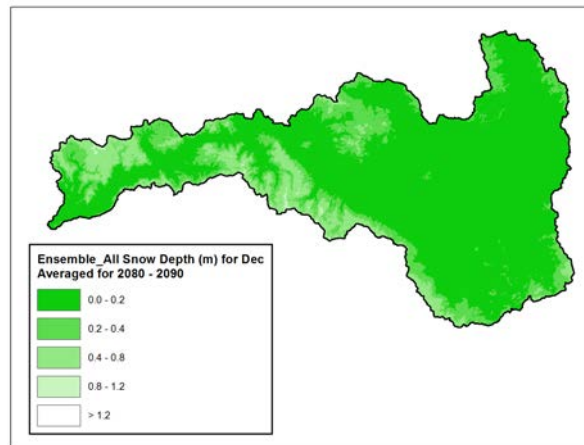 Ensemble_All Snow Depth (m) for Dec
Averaged for 2080 - 2090
0.0 - 0.2
0.2 - 0.4
0.4 - 0.8
0.8 - 1.2
> 1.2